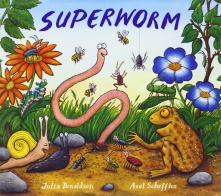 SUPERWORM
Julia Donaldson Axel Scheffler